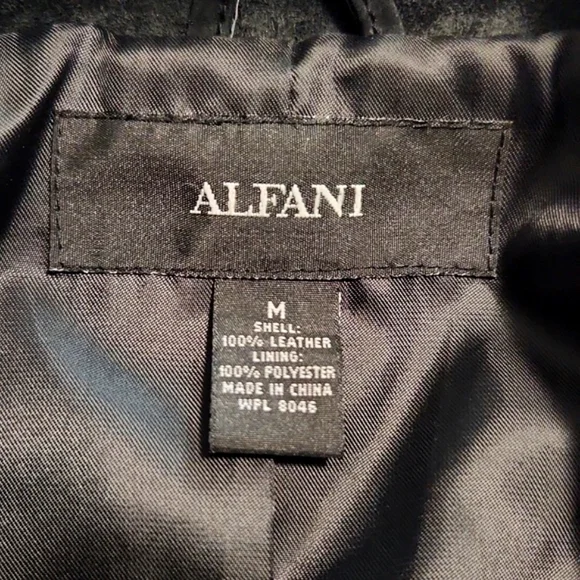 ALFANI
M
SHELL:
100% LEATHER
LINING:
100% POLYESTER
MADE IN CHINA
WPL 8046